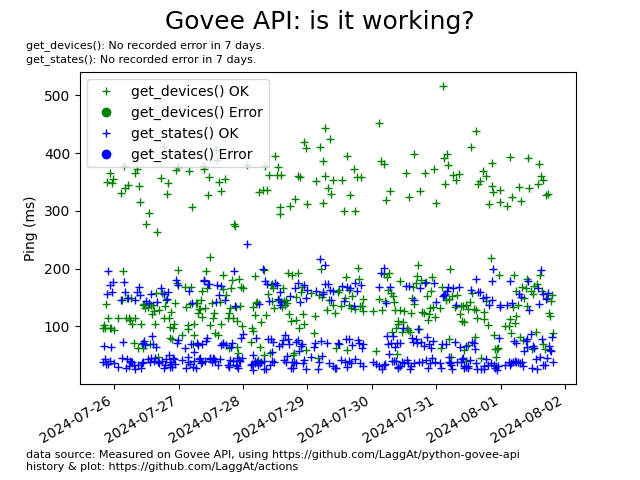 Govee API: is it working?
get_devices(): No recorded error in 7 days.
get_states(): No recorded error in 7 days.
get_devices() OK
get_devices() Error
get_states() OK
get_states() Error
Ping (ms)
500
400
300
200
100
2024-07-26
2024-07-27
2024-07-28
2024-07-29
2024-07-30
2024-07-31
2024-08-01
2024-08-02
data source: Measured on Govee API, using https://github.com/LaggAt/python-govee-api
history & plot: https://github.com/LaggAt/actions